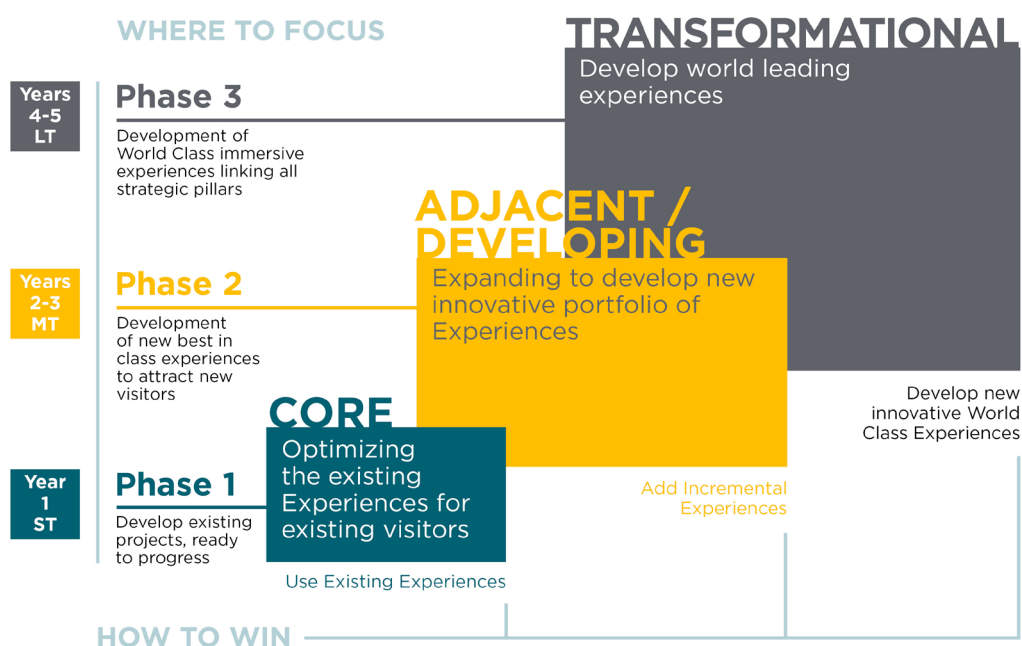 WHERE TO FOCUS
TRANSFORMATIONAL
Develop world leading
experiences
Years
4-5
LT
Phase 3
Development of
World Class immersive
experiences linking all
strategic pillars
ADJACENT /
DEVELOPING
Expanding to develop new
innovative portfolio of
Experiences
Years
2-3
MT
Phase 2
Development
of new best in
class experiences
to attract new
visitors
Develop new
innovative World
Class Experiences
CORE
Optimizing
the existing
Experiences for
existing visitors
Year
1
ST
Phase 1
Develop existing
projects, ready
to progress
Add Incremental
Experiences
Use Existing Experiences
HOW TO WIN